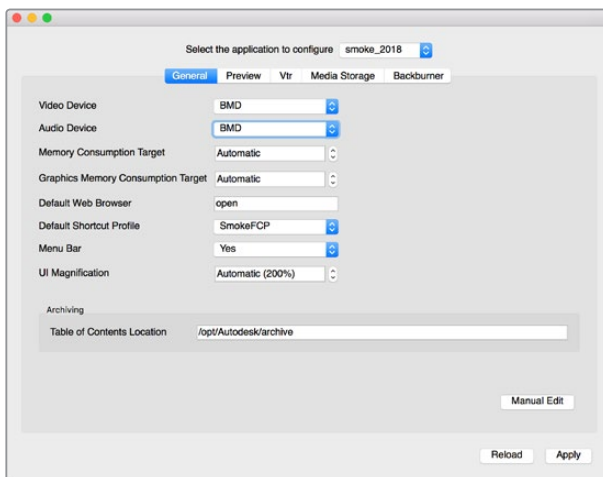 Select the application to configure smoke_2018
General Preview Vtr Media Storage Backburner
Video Device BMD
Audio Device BMD
Memory Consumption Target Automatic
Graphics Memory Consumption Target Automatic
Default Web Browser open
Default Shortcut Profile SmokeFCP
Menu Bar Yes
UI Magnification Automatic (200%)
Archiving
Table of Contents Location /opt/Autodesk/archive
Manual Edit
Reload Apply